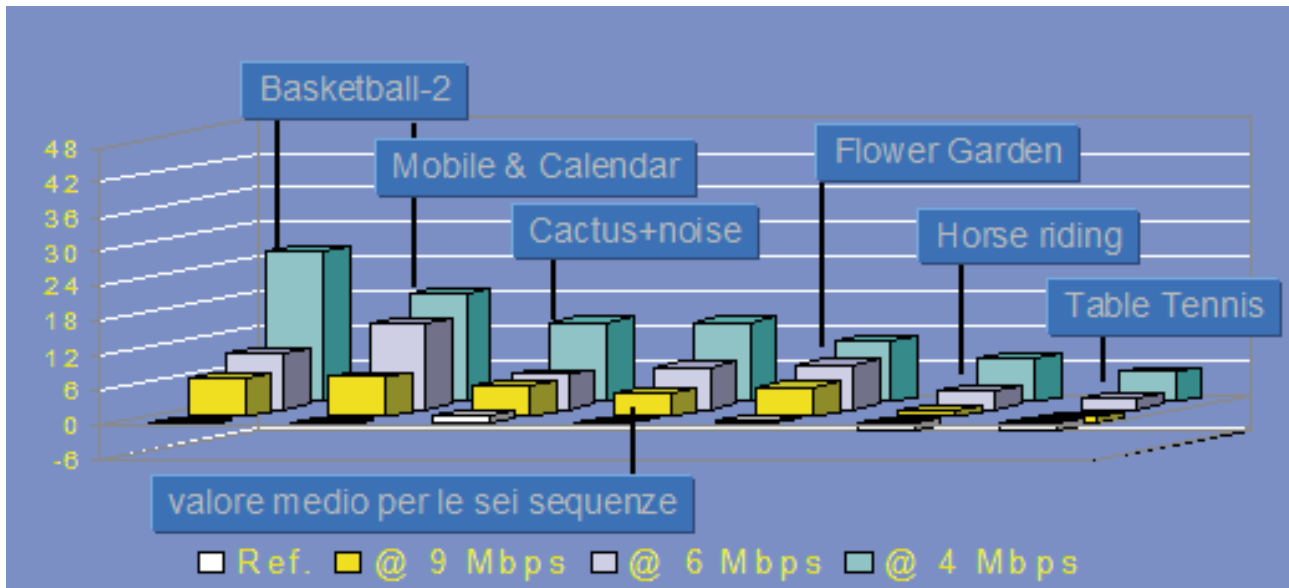 Basketball-2
Mobile & Calendar
Flower Garden
Cactus+noise
Horse riding
Table Tennis
48
42
36
30
24
18
12
6
0
-6
valore medio per le sei sequenze
Ref. @ 9 Mbps @ 6 Mbps @ 4 Mbps